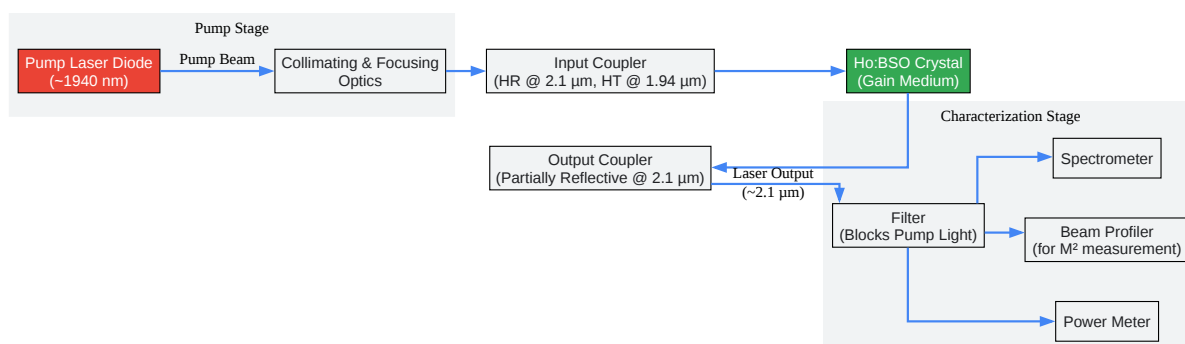 Pump Stage
Pump Laser Diode
(~1940 nm)
Pump Beam
Collimating & Focusing
Optics
Input Coupler
(HR @ 2.1 µm, HT @ 1.94 µm)
Ho:BSO Crystal
(Gain Medium)
Characterization Stage
Output Coupler
(Partially Reflective @ 2.1 µm)
Laser Output
(~2.1 µm)
Filter
(Blocks Pump Light)
Spectrometer
Beam Profiler
(for M² measurement)
Power Meter